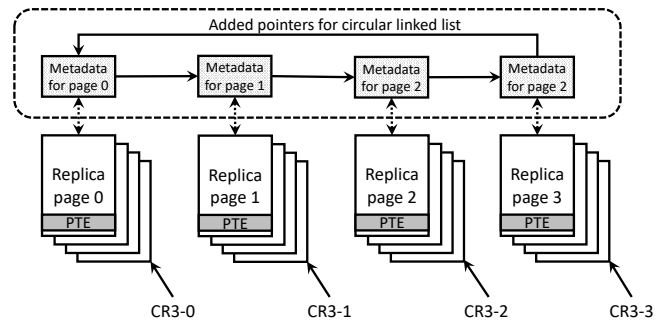 Added pointers for circular linked list
Metadata
for page 0
Metadata
for page 1
Metadata
for page 2
Metadata
for page 2
Replica
page 0
PTE
Replica
page 1
PTE
Replica
page 2
PTE
Replica
page 3
PTE
CR3-0
CR3-1
CR3-2
CR3-3